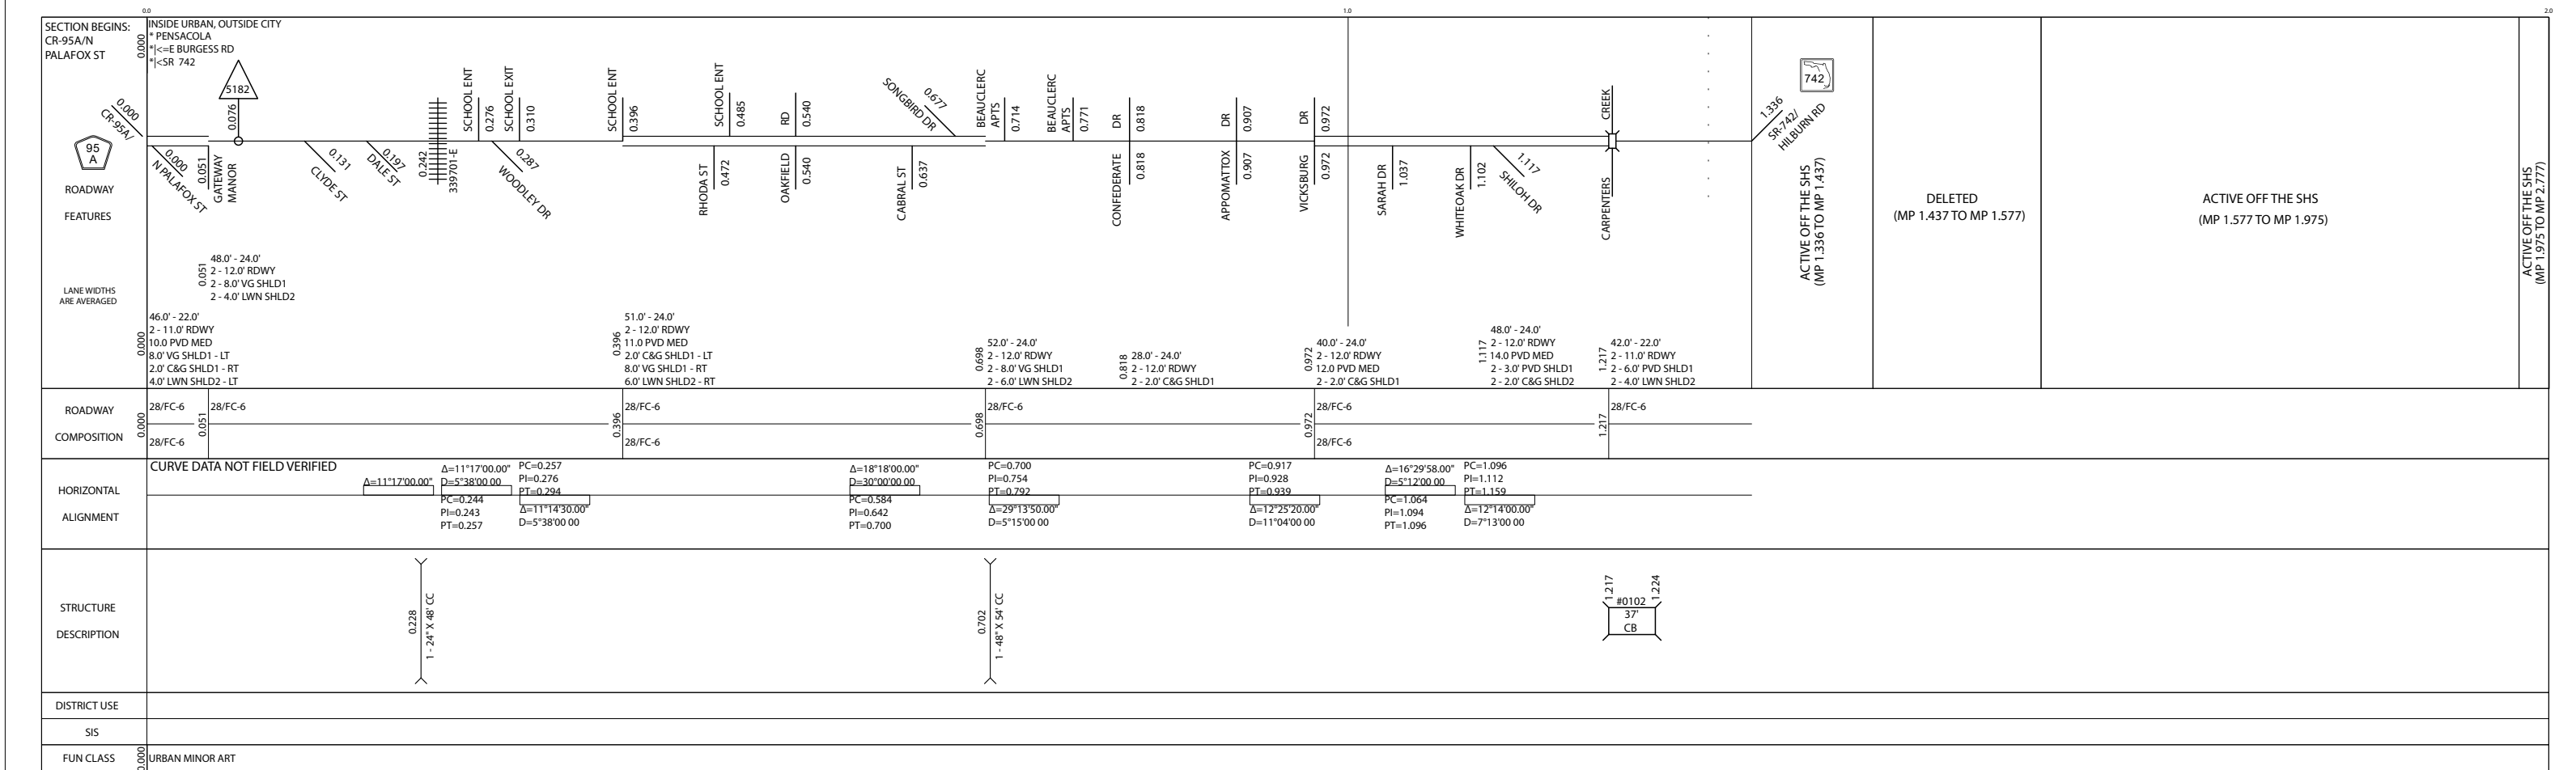 0.0
1.0
2.0
SECTION BEGINS:
CR-95A/N
PALAFOX ST
0.000
INSIDE URBAN, OUTSIDE CITY
* PENSACOLA
*|<=E BURGESS RD
*|<SR 742
95
A
ROADWAY
FEATURES
LANE WIDTHS
ARE AVERAGED
0.000
CR-95A/
0.000
N PALAFOX ST
0.051
GATEWAY
MANOR
5182
0.076
0.131
CLYDE ST
0.197
DALE ST
0.242
339701-E
SCHOOL ENT
0.276
0.287
WOODLEY DR
SCHOOL EXIT
0.310
SCHOOL ENT
0.396
RHODA ST
0.472
SCHOOL ENT
0.485
RD
0.540
OAKFIELD
0.540
CABRAL ST
0.637
SONGBIRD DR
0.677
BEAUCLERC
APTS
0.714
BEAUCLERC
APTS
0.771
DR
0.818
CONFEDERATE
0.818
DR
0.907
APPOMATTOX
0.907
DR
0.972
VICKSBURG
0.972
SARAH DR
1.037
WHITEOAK DR
1.102
1.117
SHILOH DR
CREEK
CARPENTERS
1.336
SR-742/
HILBURN RD
742
ACTIVE OFF THE SHS
(MP 1.336 TO MP 1.437)
DELETED
(MP 1.437 TO MP 1.577)
ACTIVE OFF THE SHS
(MP 1.577 TO MP 1.975)
ACTIVE OFF THE SHS
(MP 1.975 TO MP 2.777)
0.000
46.0' - 22.0'
2 - 11.0' RDWY
10.0 PVD MED
8.0' VG SHLD1 - LT
2.0' C&G SHLD1 - RT
4.0' LWN SHLD2 - LT
0.051
48.0' - 24.0'
2 - 12.0' RDWY
2 - 8.0' VG SHLD1
2 - 4.0' LWN SHLD2
0.396
51.0' - 24.0'
2 - 12.0' RDWY
11.0 PVD MED
2.0' C&G SHLD1 - LT
8.0' VG SHLD1 - RT
6.0' LWN SHLD2 - RT
0.698
52.0' - 24.0'
2 - 12.0' RDWY
2 - 8.0' VG SHLD1
2 - 6.0' LWN SHLD2
0.818
28.0' - 24.0'
2 - 12.0' RDWY
2 - 2.0' C&G SHLD1
0.972
40.0' - 24.0'
2 - 12.0' RDWY
12.0 PVD MED
2 - 2.0' C&G SHLD1
1.117
48.0' - 24.0'
2 - 12.0' RDWY
14.0 PVD MED
2 - 3.0' PVD SHLD1
2 - 2.0' C&G SHLD2
1.217
42.0' - 22.0'
2 - 11.0' RDWY
2 - 6.0' PVD SHLD1
2 - 4.0' LWN SHLD2
ROADWAY
COMPOSITION
0.000
28/FC-6
28/FC-6
0.051
28/FC-6
0.396
28/FC-6
28/FC-6
0.698
28/FC-6
0.972
28/FC-6
28/FC-6
1.217
28/FC-6
HORIZONTAL
ALIGNMENT
CURVE DATA NOT FIELD VERIFIED
Δ=11°17'00.00"
Δ=11°17'00.00"
D=5°38'00 00
PC=0.244
PI=0.243
PT=0.257
PC=0.257
PI=0.276
PT=0.294
Δ=11°14'30.00"
D=5°38'00 00
Δ=18°18'00.00"
D=30°00'00 00
PC=0.584
PI=0.642
PT=0.700
PC=0.700
PI=0.754
PT=0.792
Δ=29°13'50.00"
D=5°15'00 00
PC=0.917
PI=0.928
PT=0.939
Δ=12°25'20.00"
D=11°04'00 00
Δ=16°29'58.00"
D=5°12'00 00
PC=1.064
PI=1.094
PT=1.096
PC=1.096
PI=1.112
PT=1.159
Δ=12°14'00.00"
D=7°13'00 00
STRUCTURE
DESCRIPTION
0.228
1 - 24" X 48' CC
0.702
1 - 48" X 54' CC
1.217
1.224
#0102
37'
CB
DISTRICT USE
SIS
FUN CLASS
0.000
URBAN MINOR ART